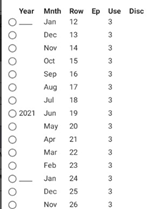 Year Mnth Row Ep Use Disc
____ Jan 12 3
Dec 13 3
Nov 14 3
Oct 15 3
Sep 16 3
Aug 17 3
Jul 18 3
2021 Jun 19 3
May 20 3
Apr 21 3
Mar 22 3
Feb 23 3
____ Jan 24 3
Dec 25 3
Nov 26 3